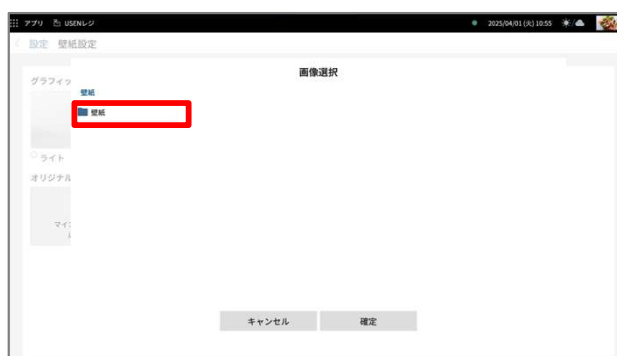 アプリ USENレジ 2025/04/01 (火) 10:55
設定 壁紙設定
画像選択
グラフィッ
壁紙
壁紙
ライト
オリジナル
マイコ
キャンセル 確定